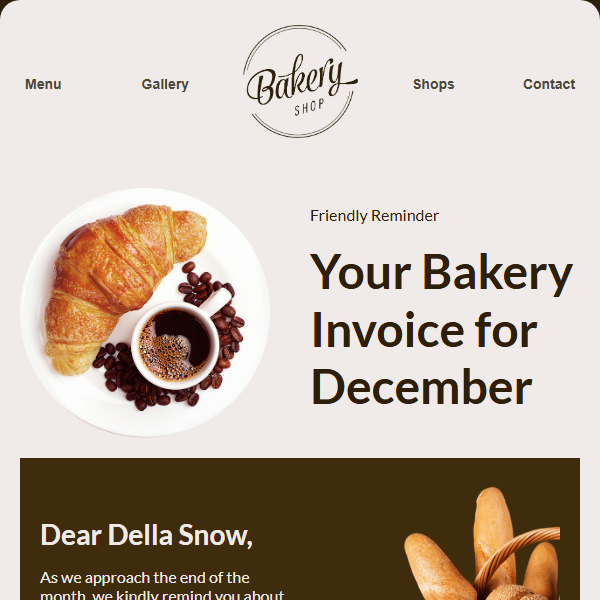 Menu
Gallery
Bakery
SHOP
Shops
Contact
Friendly Reminder
Your Bakery
Invoice for
December
Dear Della Snow,
As we approach the end of the
month, we kindly remind you about